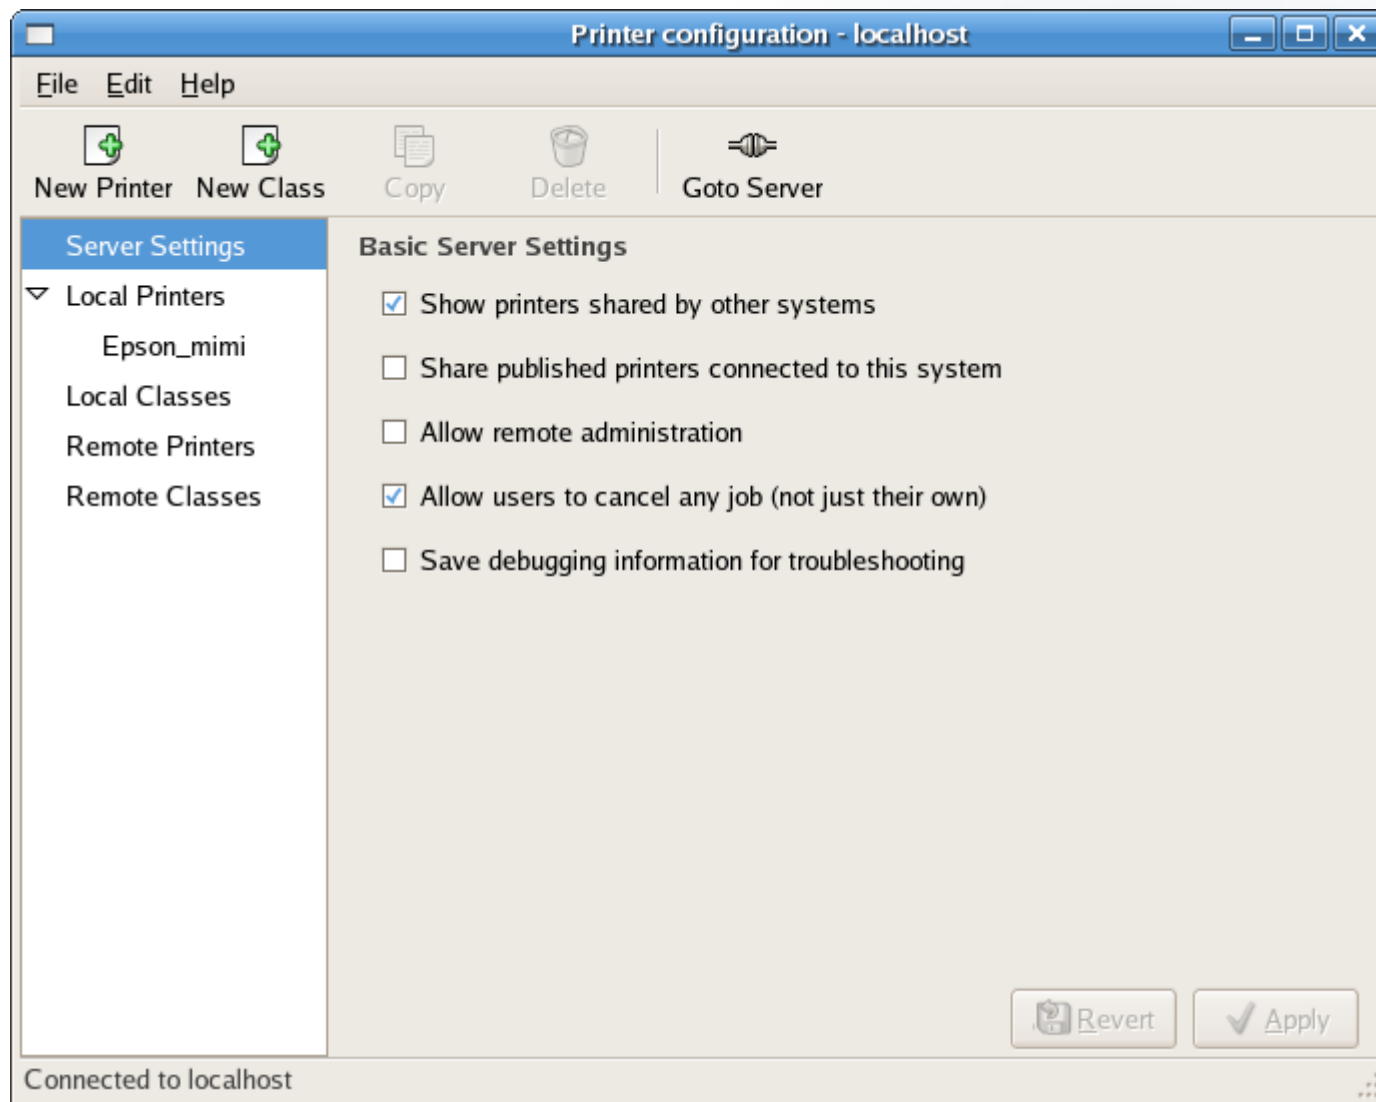 Printer configuration - localhost
File Edit Help
New Printer New Class Copy Delete Goto Server
Server Settings
Local Printers
Epson_mimi
Local Classes
Remote Printers
Remote Classes
Basic Server Settings
Show printers shared by other systems
Share published printers connected to this system
Allow remote administration
Allow users to cancel any job (not just their own)
Save debugging information for troubleshooting
Revert Apply
Connected to localhost